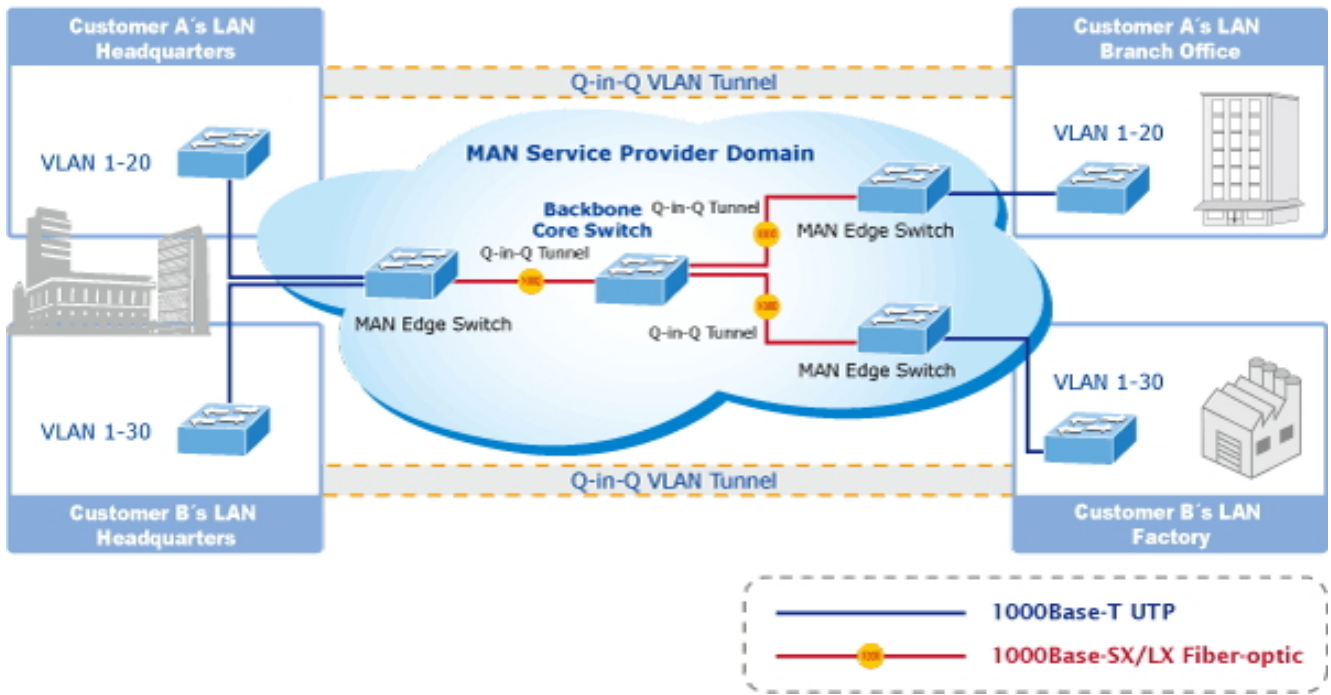 Customer A´s LAN
Headquarters
Customer A´s LAN
Branch Office
Q-in-Q VLAN Tunnel
VLAN 1-20
VLAN 1-20
MAN Service Provider Domain
Backbone
Core Switch
Q-in-Q Tunnel
MAN Edge Switch
Q-in-Q Tunnel
MAN Edge Switch
Q-in-Q Tunnel
MAN Edge Switch
VLAN 1-30
VLAN 1-30
Q-in-Q VLAN Tunnel
Customer B´s LAN
Headquarters
Customer B´s LAN
Factory
1000Base-T UTP
1000Base-SX/LX Fiber-optic